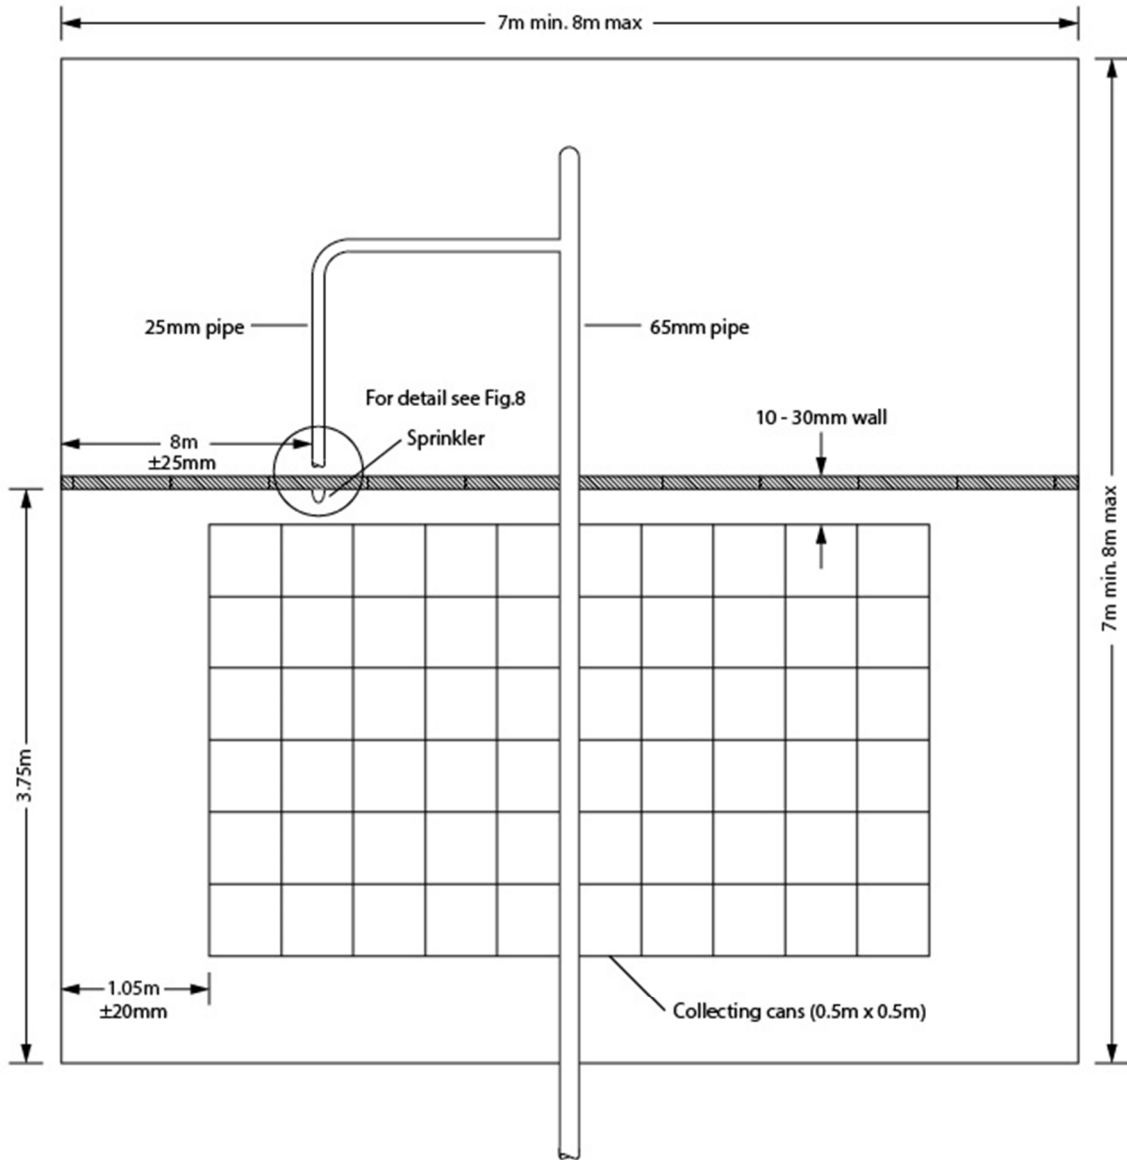 7m min. 8m max
25mm pipe
65mm pipe
For detail see Fig.8
Sprinkler
10 - 30mm wall
8m
±25mm
7m min. 8m max
3.75m
1.05m
±20mm
Collecting cans (0.5m x 0.5m)